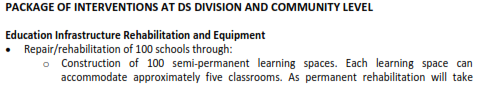 PACKAGE OF INTERVENTIONS AT DS DIVISION AND COMMUNITY LEVEL
Education Infrastructure Rehabilitation and Equipment
• Repair/rehabilitation of 100 schools through:
o Construction of 100 semi-permanent learning spaces. Each learning space can
accommodate approximately five classrooms. As permanent rehabilitation will take